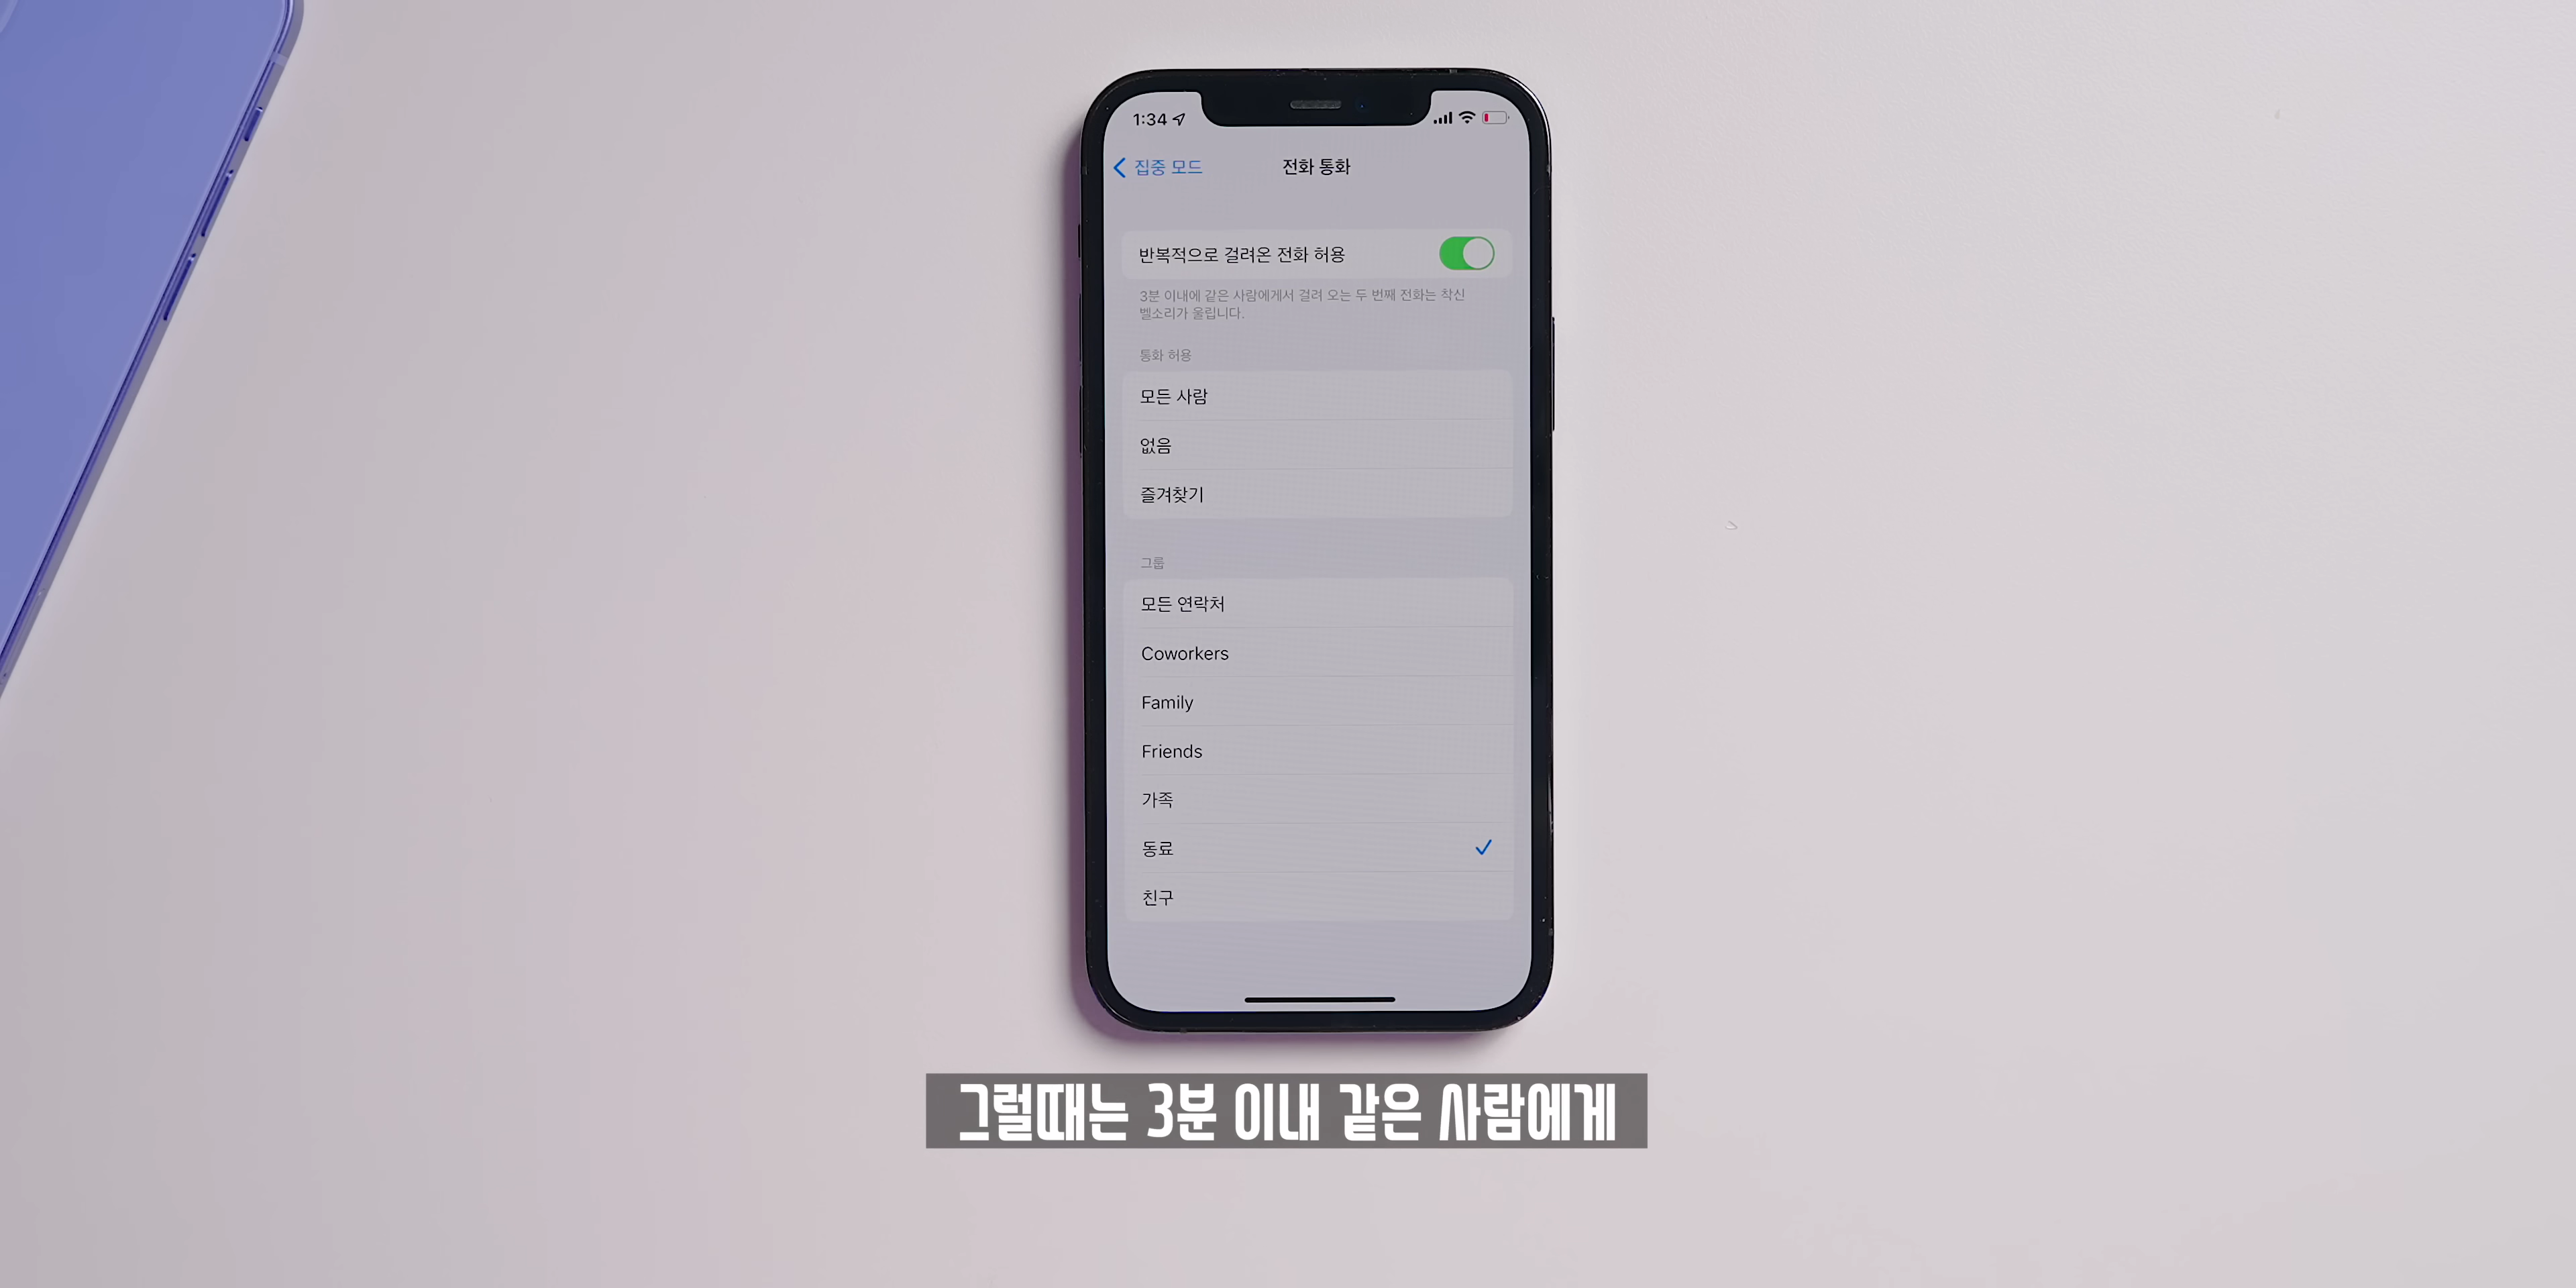 1:34
집중 모드
전화 통화
반복적으로 걸려온 전화 허용
3분 이내에 같은 사람에게서 걸려 오는 두 번째 전화는 착신
벨소리가 울립니다.
통화 허용
모든 사람
없음
즐겨찾기
그룹
모든 연락처
Coworkers
Family
Friends
가족
동료
친구
그럴때는 3분 이내 같은 사람에게